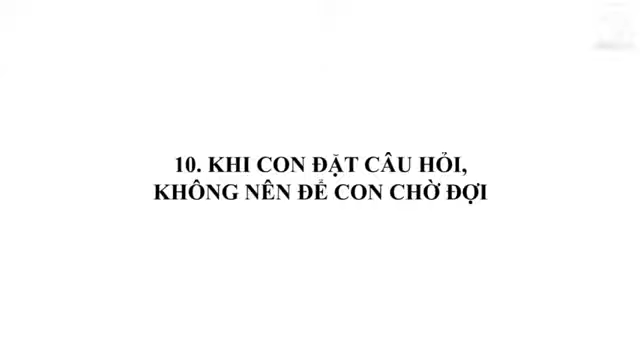 10. KHI CON ĐẶT CÂU HỎI,
KHÔNG NÊN ĐỂ CON CHỜ ĐỢI